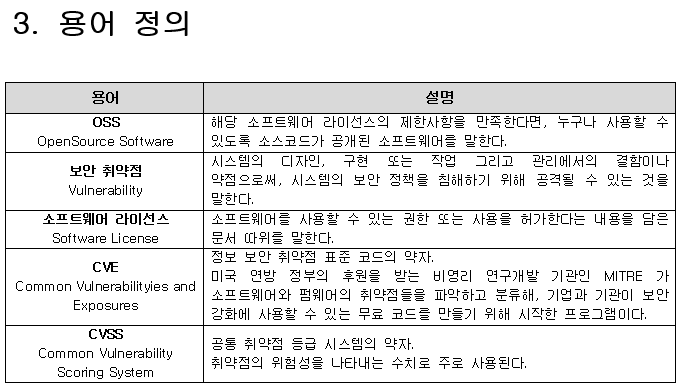 3. 용어 정의
용어 설명
OSS
OpenSource Software
해당 소프트웨어 라이선스의 제한사항을 만족한다면, 누구나 사용할 수
있도록 소스코드가 공개된 소프트웨어를 말한다.
보안 취약점
Vulnerability
시스템의 디자인, 구현 또는 작업 그리고 관리에서의 결함이나
약점으로써, 시스템의 보안 정책을 침해하기 위해 공격될 수 있는 것을
말한다.
소프트웨어 라이선스
Software License
소프트웨어를 사용할 수 있는 권한 또는 사용을 허가한다는 내용을 담은
문서 따위를 말한다.
CVE
Common Vulnerabilityies and
Exposures
정보 보안 취약점 표준 코드의 약자.
미국 연방 정부의 후원을 받는 비영리 연구개발 기관인 MITRE 가
소프트웨어와 펌웨어의 취약점들을 파악하고 분류해, 기업과 기관이 보안
강화에 사용할 수 있는 무료 코드를 만들기 위해 시작한 프로그램이다.
CVSS
Common Vulnerability
Scoring System
공통 취약점 등급 시스템의 약자.
취약점의 위험성을 나타내는 수치로 주로 사용된다.